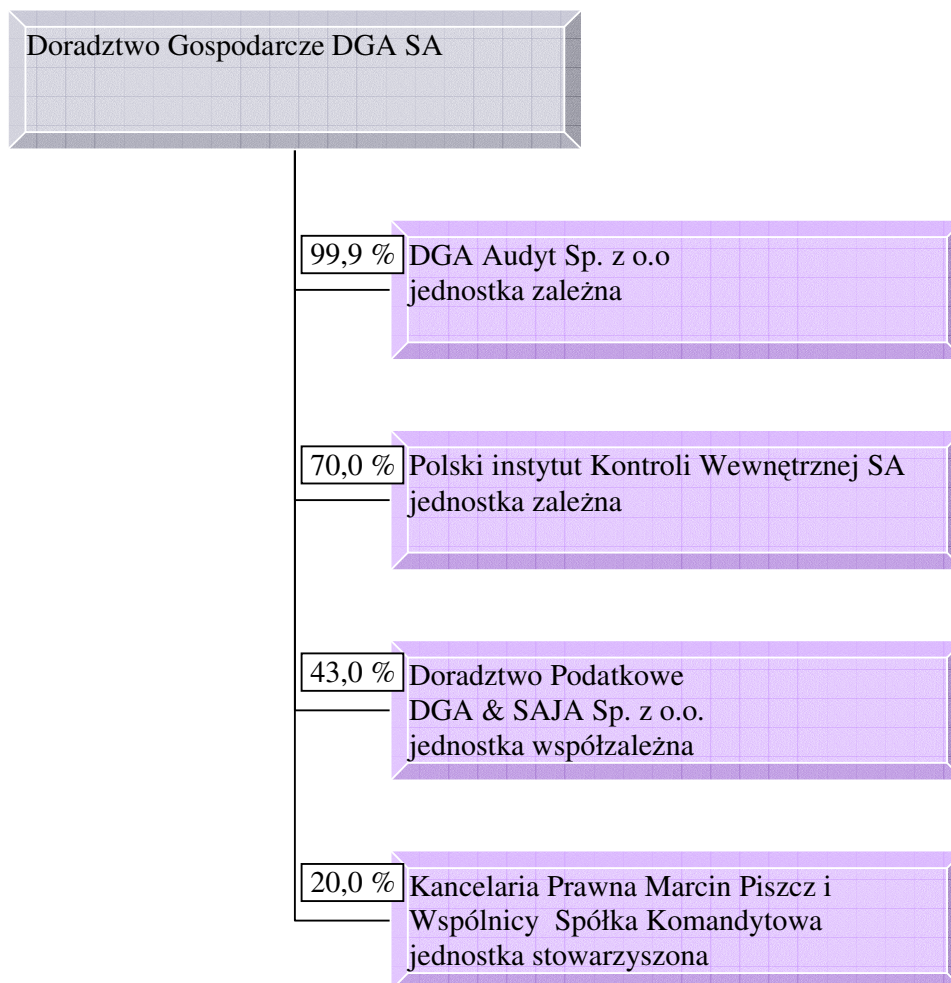 Doradztwo Gospodarcze DGA SA
99,9 %
DGA Audyt Sp. z o.o
jednostka zależna
70,0 %
Polski instytut Kontroli Wewnętrznej SA
jednostka zależna
43,0 %
Doradztwo Podatkowe
DGA & SAJA Sp. z o.o.
jednostka współzależna
20,0 %
Kancelaria Prawna Marcin Piszcz i
Wspólnicy  Spółka Komandytowa
jednostka stowarzyszona